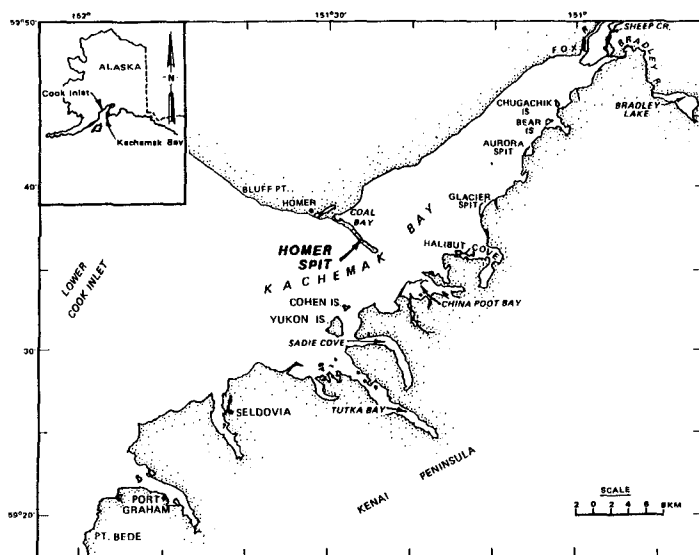 59°50'
152°
151°30'
151°
ALASKA
N
Cook Inlet
Kachemak Bay
FOX R.
SHEEP CR.
BRADLEY R.
BRADLEY
LAKE
CHUGACHIK
IS
BEAR
IS
AURORA
SPIT
40'
BLUFF PT.
HOMER
COAL
BAY
GLACIER
SPIT
HOMER
SPIT
KACHEMAK BAY
HALIBUT COVE
LOWER
COOK INLET
COHEN IS.
YUKON IS.
CHINA POOT BAY
SADIE COVE
30'
SELDOVIA
TUTKA BAY
KENAI PENINSULA
59°20'
PORT
GRAHAM
PT. BEDE
SCALE
2 0 2 4 6 8KM